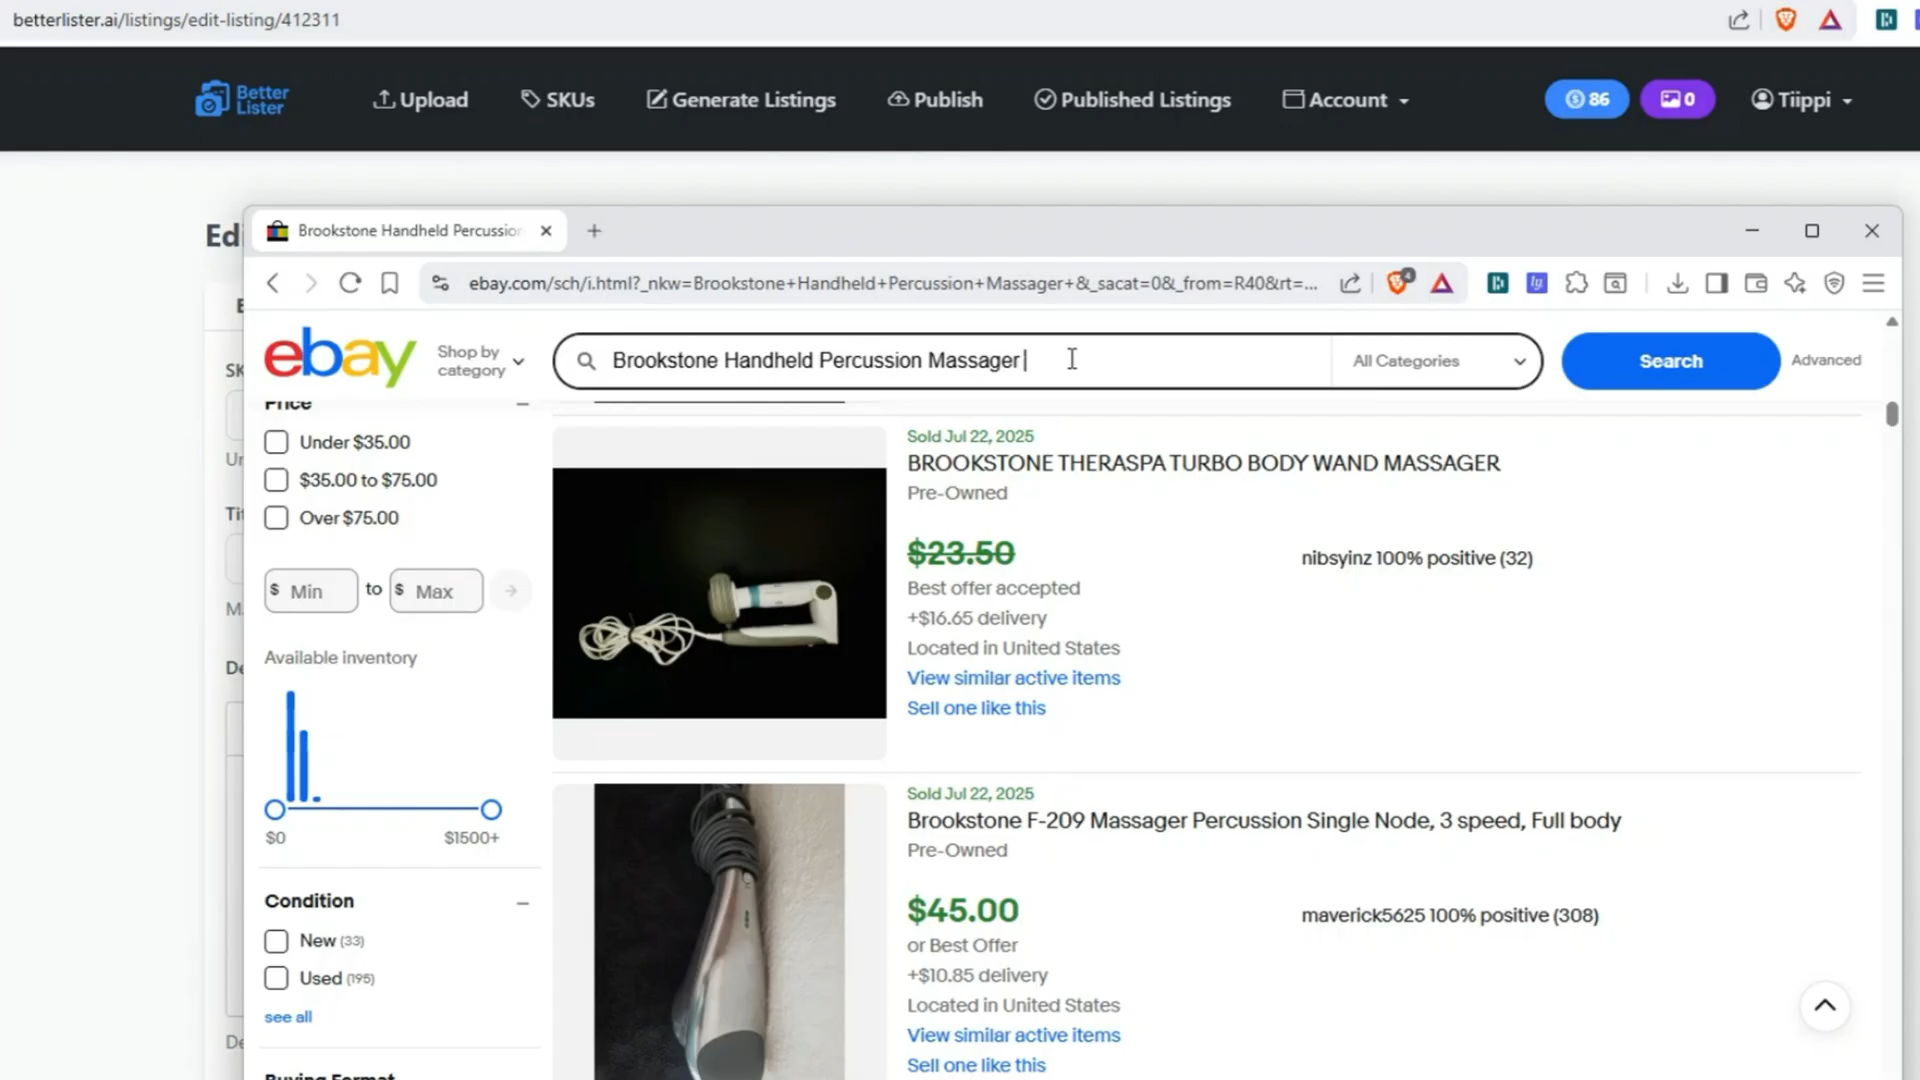 betterlister.ai/listings/edit-listing/412311
Better
Lister
Upload
SKUs
Generate Listings
Publish
Published Listings
Account
86
0
Tiippi
Edi
Brookstone Handheld Percussion
ebay.com/sch/i.html?_nkw=Brookstone+Handheld+Percussion+Massager+&_sacat=0&_from=R40&rt=...
4
ebay
Shop by
category
Brookstone Handheld Percussion Massager
All Categories
Search
Advanced
Price
Under $35.00
$35.00 to $75.00
Over $75.00
$ Min to $ Max
Available inventory
$0 $1500+
Condition
New (33)
Used (195)
see all
Buying Format
Sold Jul 22, 2025
BROOKSTONE THERASPA TURBO BODY WAND MASSAGER
Pre-Owned
$23.50
nibsyinz 100% positive (32)
Best offer accepted
+$16.65 delivery
Located in United States
View similar active items
Sell one like this
Sold Jul 22, 2025
Brookstone F-209 Massager Percussion Single Node, 3 speed, Full body
Pre-Owned
$45.00
maverick5625 100% positive (308)
or Best Offer
+$10.85 delivery
Located in United States
View similar active items
Sell one like this